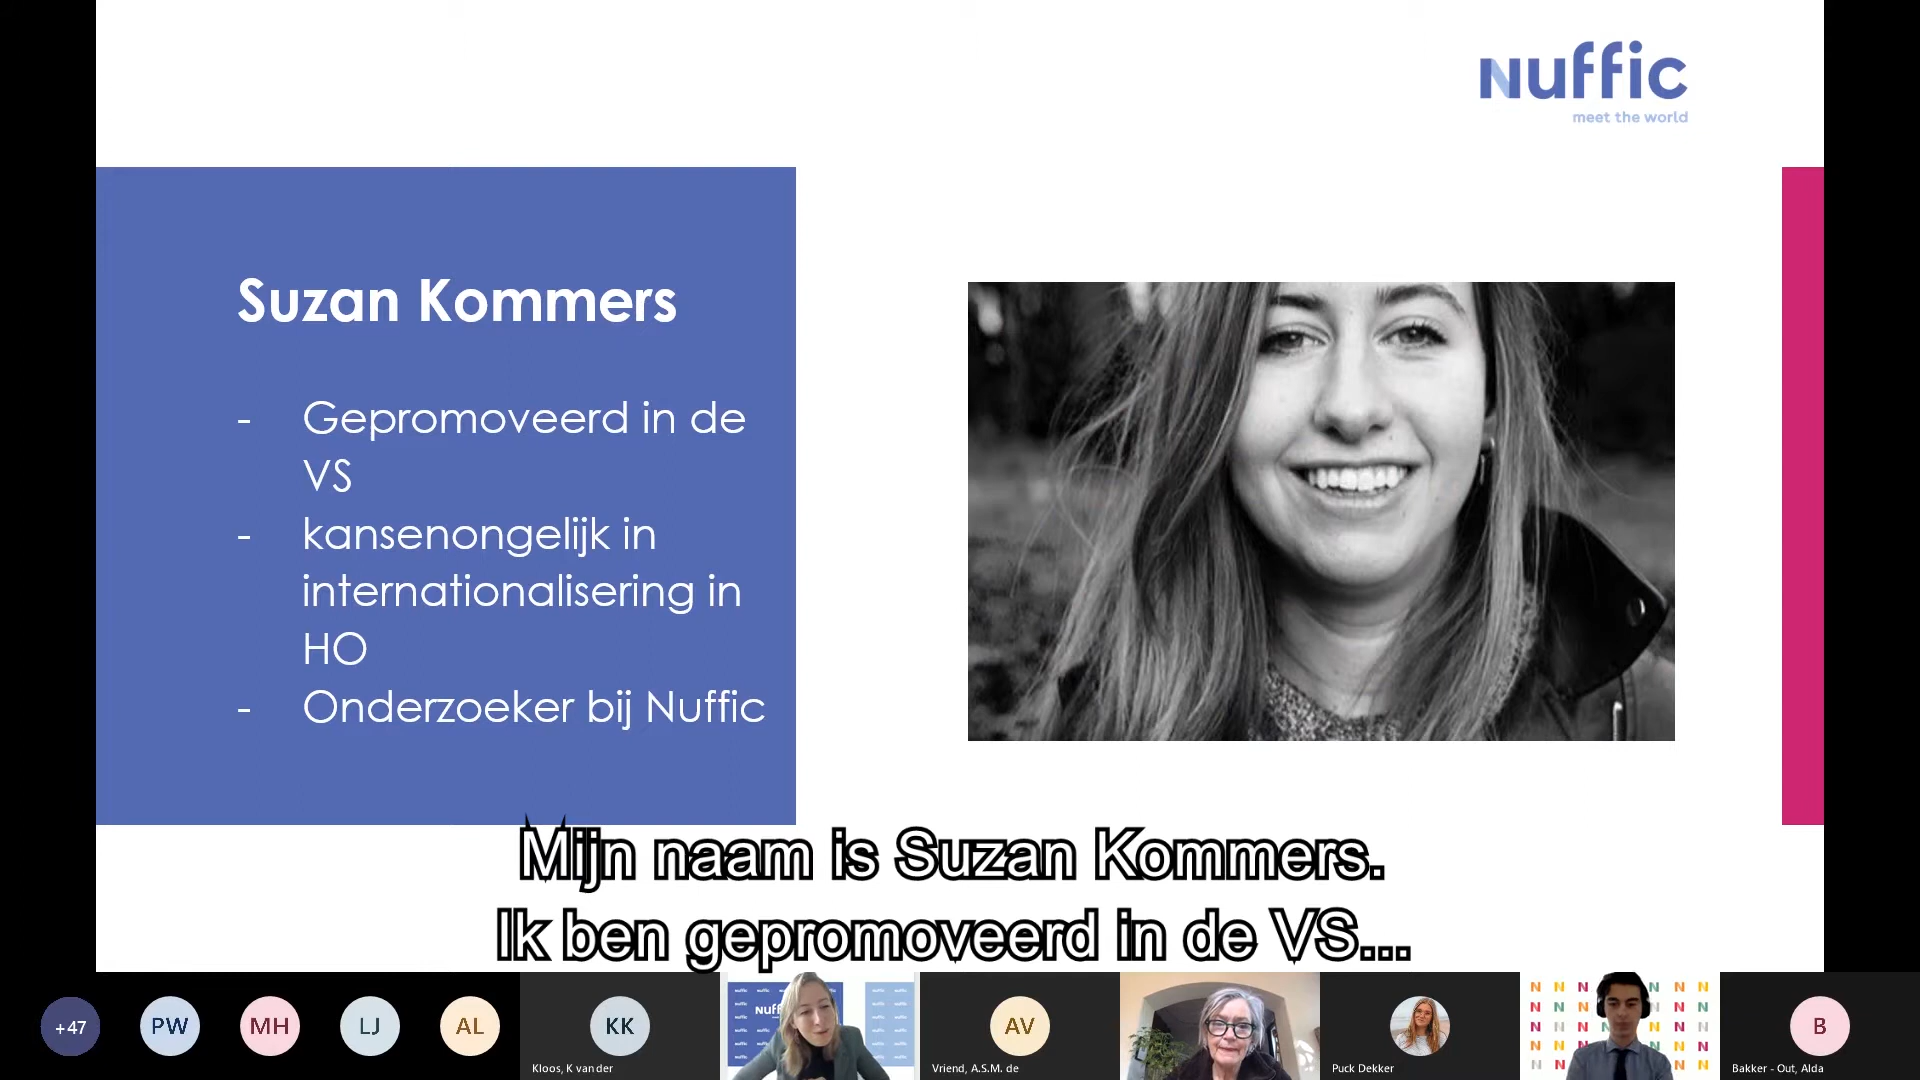 Nuffic
meet the world
Suzan Kommers
- Gepromoveerd in de
VS
- kansenongelijk in
internationalisering in
HO
- Onderzoeker bij Nuffic
Mijn naam is Suzan Kommers.
Ik ben gepromoveerd in de VS...
+47
PW
MH
LJ
AL
KK
Kloos, K van der
AV
Vriend, A.S.M. de
Puck Dekker
B
Bakker - Out, Alda